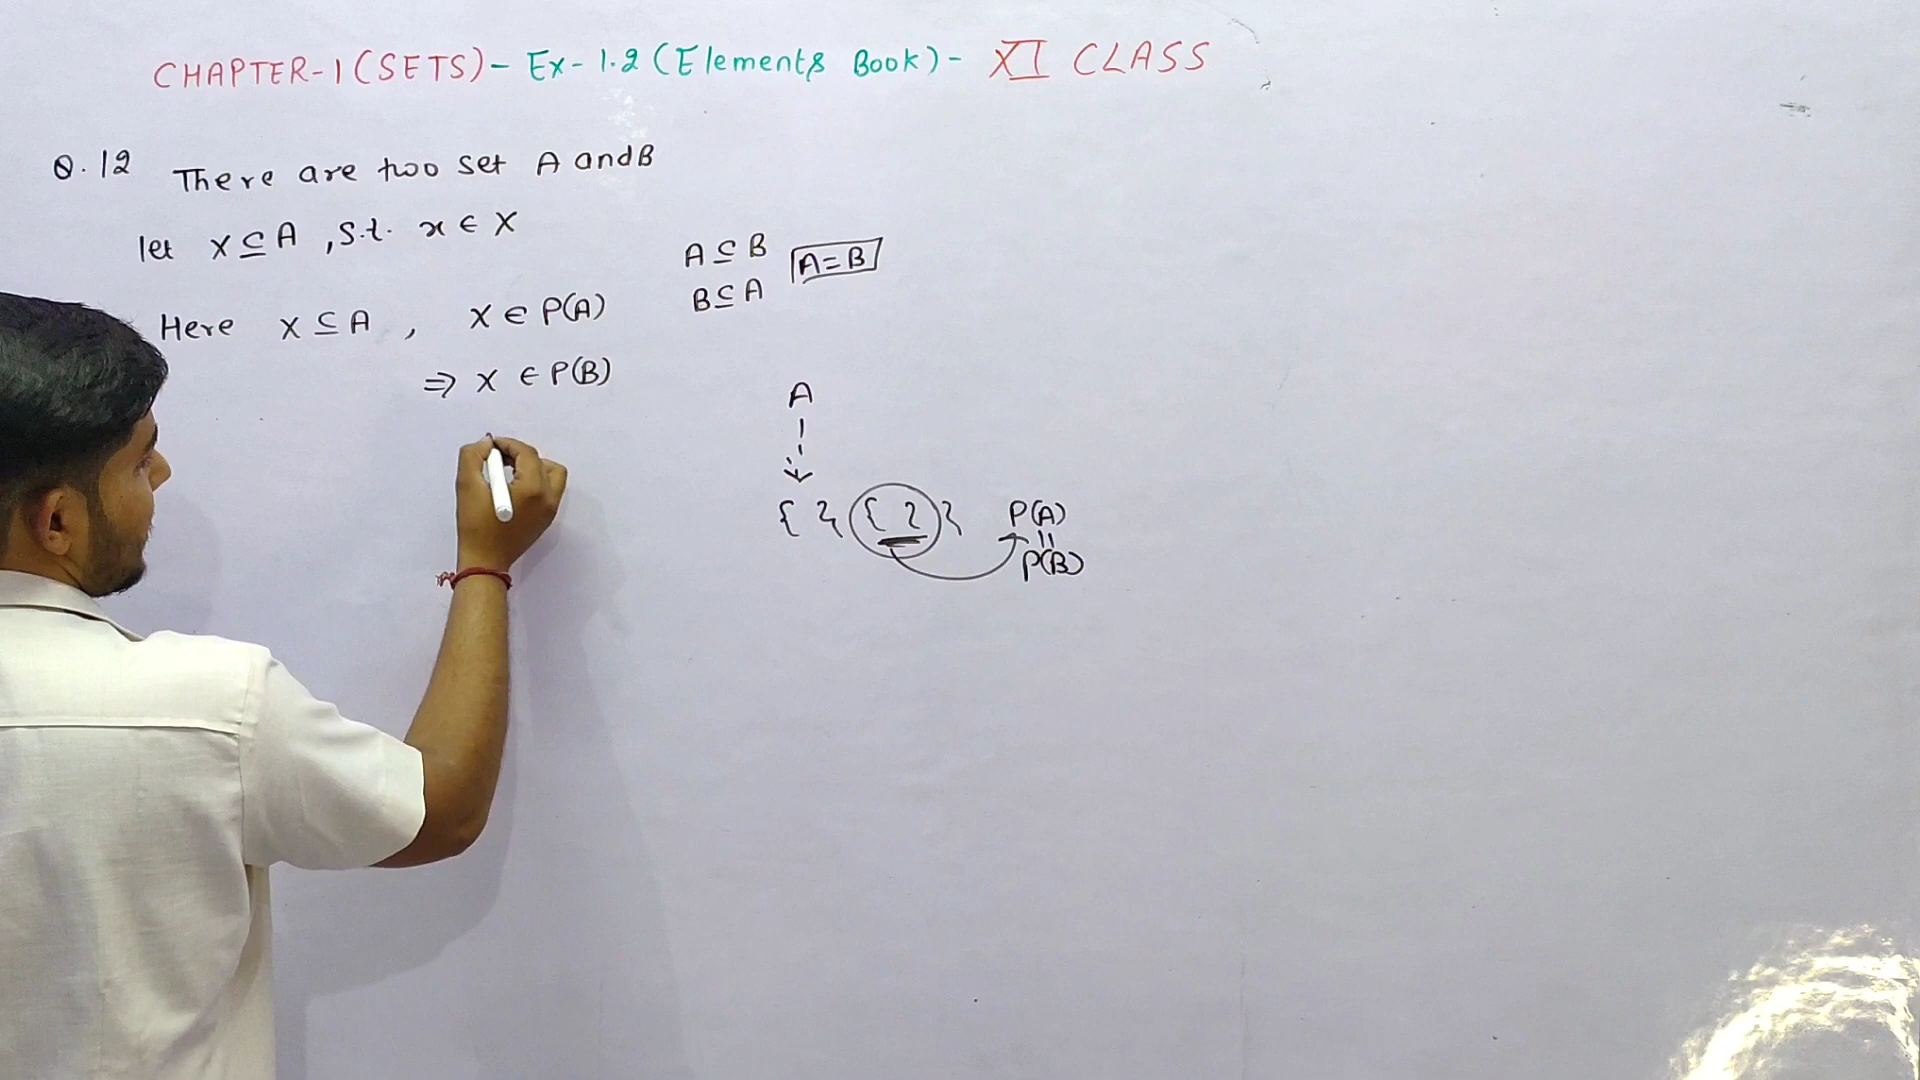 CHAPTER-1 (SETS) - Ex-1.2 (Elements Book) - XI CLASS
Q.12 There are two set A and B
let X ⊆ A , s.t. x ∈ X
A ⊆ B
A = B
B ⊆ A
Here X ⊆ A , X ∈ P(A)
⇒ X ∈ P(B)
A
{ } { } } P(A)
=
P(B)